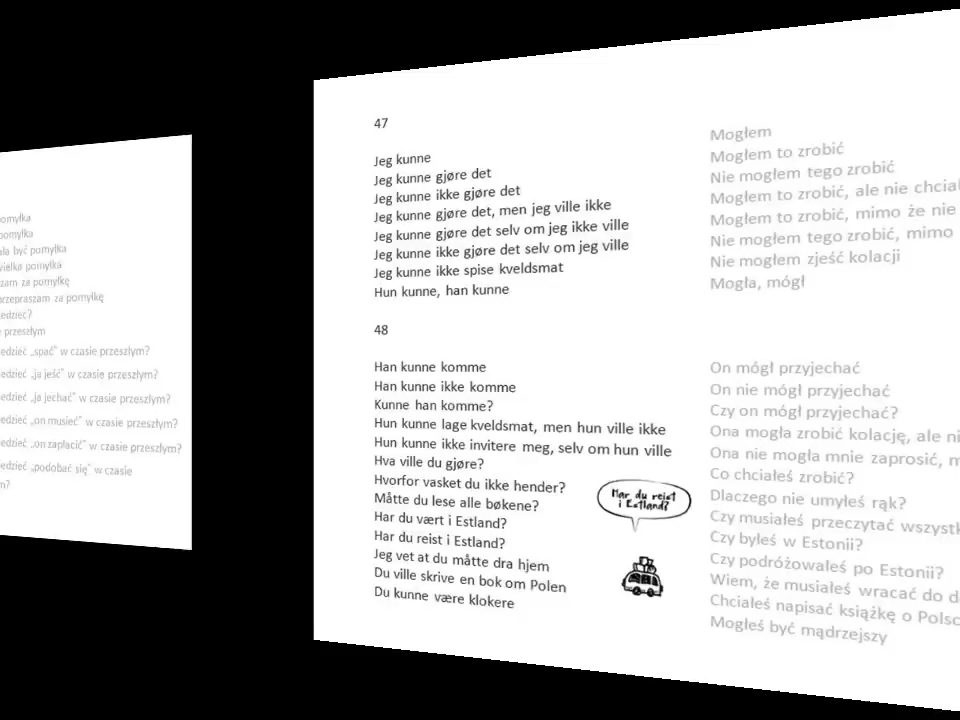 pomyłka
pomyłka
być pomyłka
wielka pomyłka
za pomyłkę
przepraszam za pomyłkę
przeszłym
„spać” w czasie przeszłym?
„ja jeść” w czasie przeszłym?
„ja jechać” w czasie przeszłym?
„on musieć” w czasie przeszłym?
„on zapłacić” w czasie przeszłym?
„podobać się” w czasie
47
Jeg kunne
Jeg kunne gjøre det
Jeg kunne ikke gjøre det
Jeg kunne gjøre det, men jeg ville ikke
Jeg kunne gjøre det selv om jeg ikke ville
Jeg kunne ikke gjøre det selv om jeg ville
Jeg kunne ikke spise kveldsmat
Hun kunne, han kunne
Mogłem
Mogłem to zrobić
Nie mogłem tego zrobić
Mogłem to zrobić, ale nie
Mogłem to zrobić, mimo że nie
Nie mogłem tego zrobić, mimo
Nie mogłem zjeść kolacji
Mogła, mógł
48
Han kunne komme
Han kunne ikke komme
Kunne han komme?
Hun kunne lage kveldsmat, men hun ville ikke
Hun kunne ikke invitere meg, selv om hun ville
Hva ville du gjøre?
Hvorfor vasket du ikke hender?
Måtte du lese alle bøkene?
Har du vært i Estland?
Har du reist i Estland?
Jeg vet at du måtte dra hjem
Du ville skrive en bok om Polen
Du kunne være klokere
Har du reist
i Estland?
On mógł przyjechać
On nie mógł przyjechać
Czy on mógł przyjechać?
Ona mogła zrobić kolację, ale
Ona nie mogła mnie zaprosić,
Co chciałeś zrobić?
Dlaczego nie umyłeś rąk?
Czy musiałeś przeczytać
Czy byłeś w Estonii?
Czy podróżowałeś po Estonii?
Wiem, że musiałeś wracać do
Chciałeś napisać książkę o
Mogłeś być mądrzejszy